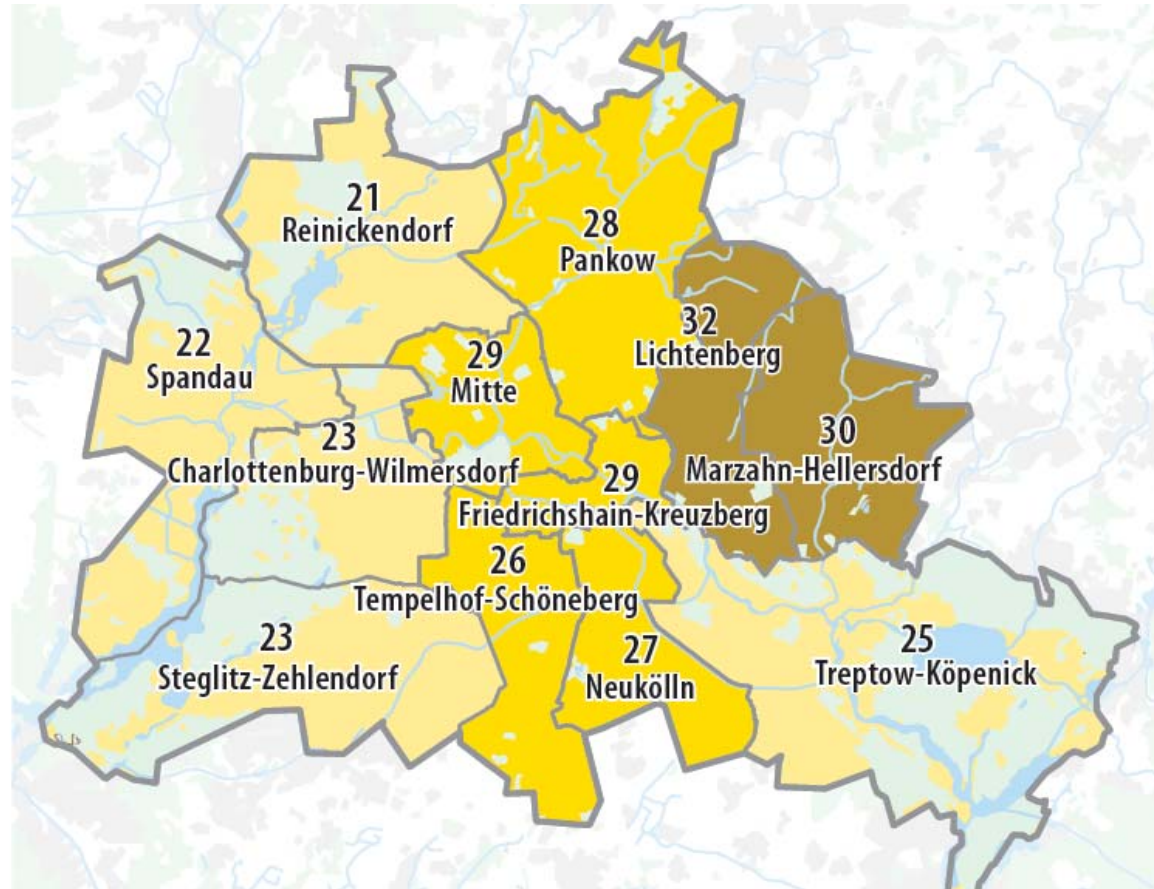 21
Reinickendorf
28
Pankow
32
Lichtenberg
22
Spandau
29
Mitte
23
Charlottenburg-Wilmersdorf
30
Marzahn-Hellersdorf
29
Friedrichshain-Kreuzberg
26
Tempelhof-Schöneberg
23
Steglitz-Zehlendorf
27
Neukölln
25
Treptow-Köpenick